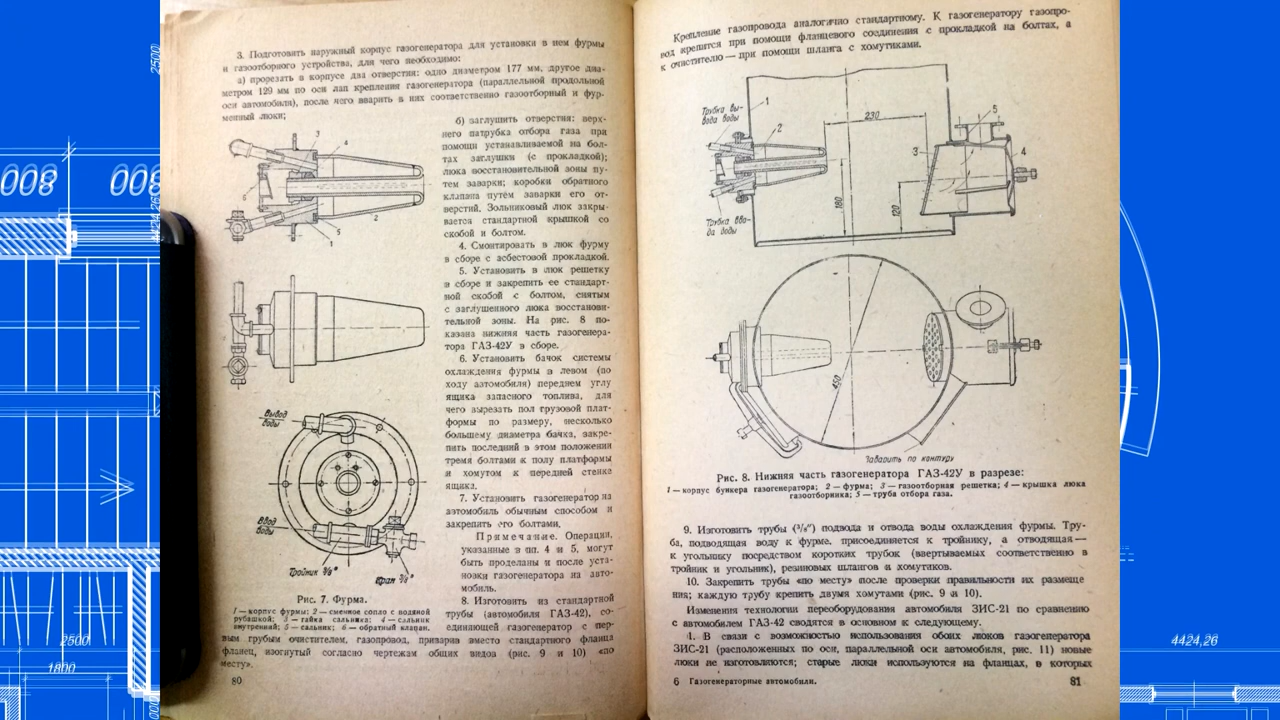 3. Подготовить наружный корпус газогенератора для установки в нем фурмы
и газоотборного устройства, для чего необходимо:
а) прорезать в корпусе два отверстия: одно диаметром 177 мм, другое диа-
метром 129 мм по оси лап крепления газогенератора (параллельной продольной
оси автомобиля), после чего вварить в них соответственно газоотборный и фур-
менный люки;
б) заглушить отверстия: верх-
него патрубка отбора газа при
помощи устанавливаемой на бол-
тах заглушки (с прокладкой);
люка восстановительной зоны пу-
тем заварки; коробки обратного
клапана путём заварки его от-
верстий. Зольниковый люк закры-
вается стандартной крышкой со
скобой и болтом.
4. Смонтировать в люк фурму
в сборе с асбестовой прокладкой.
5. Установить в люк решетку
в сборе и закрепить ее стандарт-
ной скобой с болтом, снятым
с заглушенного люка восстанови-
тельной зоны. На рис. 8 по-
казана нижняя часть газогенера-
тора ГАЗ-42У в сборе.
6. Установить бачок системы
охлаждения фурмы в левом (по
ходу автомобиля) переднем углу
ящика запасного топлива, для
чего вырезать пол грузовой плат-
формы по размеру, несколько
большему диаметра бачка, закре-
пить последний в этом положении
тремя болтами к полу платформы
и хомутом к передней стенке
ящика.
7. Установить газогенератор на
автомобиль обычным способом и
закрепить его болтами.
Примечание. Операции,
указанные в пп. 4 и 5, могут
быть проделаны и после уста-
новки газогенератора на авто-
мобиль.
8. Изготовить из стандартной
трубы (автомобиля ГАЗ-42), со-
единяющей газогенератор с пер-
вым грубым очистителем, газопровод, приварив вместо стандартного фланца
фланец, изогнутый согласно чертежам общих видов (рис. 9 и 10) «по
месту».
3
4
5
2
5
1
Вывод
воды
Ввод
воды
Тройник 3/8"
Кран 3/8"
Рис. 7. Фурма.
1 — корпус фурмы; 2 — сменное сопло с водяной
рубашкой; 3 — гайка сальника; 4 — сальник
внутренний; 5 — сальник; 6 — обратный клапан.
80
Крепление газопровода аналогично стандартному. К газогенератору газопро-
вод крепится при помощи фланцевого соединения с прокладкой на болтах, а
к очистителю — при помощи шланга с хомутиками.
Трубка вы-
вода воды
1
2
230
5
3
4
180
120
Трубка вво-
да воды
450
Заварить по контуру
Рис. 8. Нижняя часть газогенератора ГАЗ-42У в разрезе:
1 — корпус бункера газогенератора; 2 — фурма; 3 — газоотборная решетка; 4 — крышка люка
газоотборника; 5 — труба отбора газа.
9. Изготовить трубы (3/8") подвода и отвода воды охлаждения фурмы. Тру-
ба, подводящая воду к фурме, присоединяется к тройнику, а отводящая —
к угольнику посредством коротких трубок (ввертываемых соответственно в
тройник и угольник), резиновых шлангов и хомутиков.
10. Закрепить трубы «по месту» после проверки правильности их размеще
ния; каждую трубу крепить двумя хомутами (рис. 9 и 10).
Изменения технологии переоборудования автомобиля ЗИС-21 по сравнению
с автомобилем ГАЗ-42 сводятся в основном к следующему.
1. В связи с возможностью использования обоих люков газогенератора
ЗИС-21 (расположенных по оси, параллельной оси автомобиля, рис. 11) новые
люки не изготовляются; старые люки используются на фланцах, в которых
6 Газогенераторные автомобили.
81
008
2500
2500
1800
4424,26